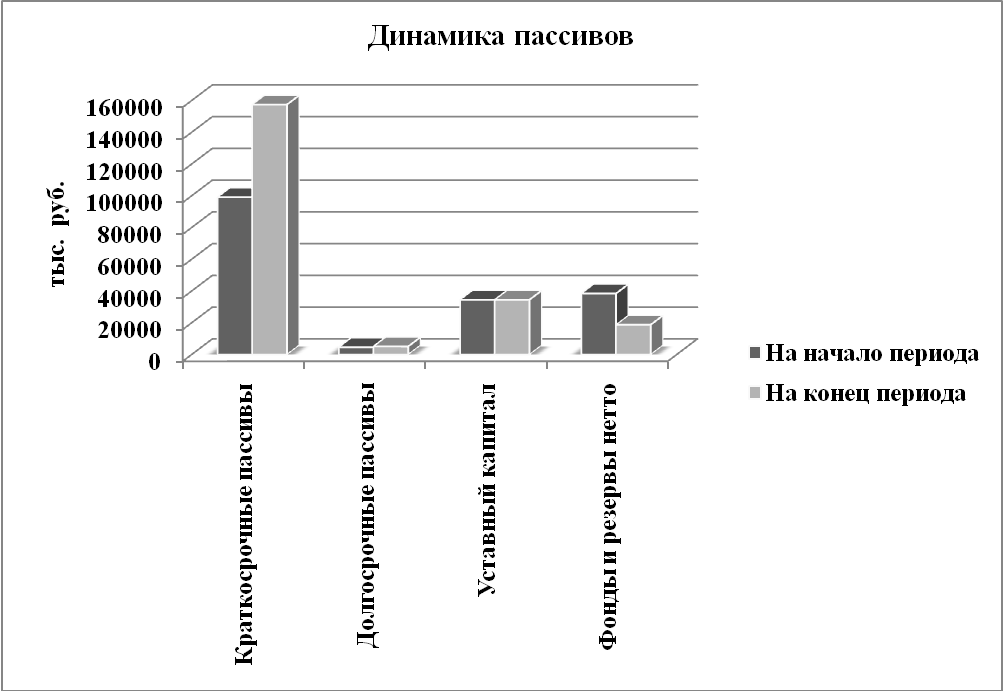 Динамика пассивов
тыс. руб.
160000
140000
120000
100000
80000
60000
40000
20000
0
Краткосрочные пассивы
Долгосрочные пассивы
Уставный капитал
Фонды и резервы нетто
На начало периода
На конец периода